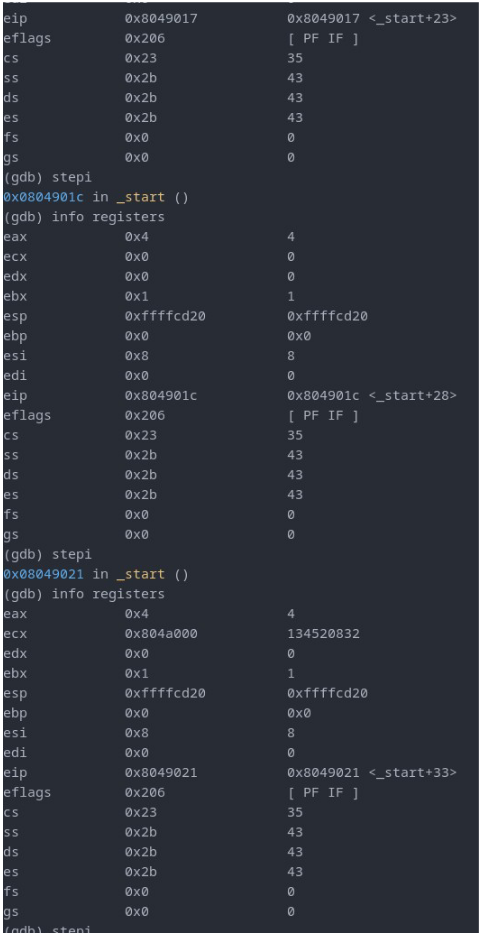 eip 0x8049017 0x8049017 <_start+23>
eflags 0x206 [ PF IF ]
cs 0x23 35
ss 0x2b 43
ds 0x2b 43
es 0x2b 43
fs 0x0 0
gs 0x0 0
(gdb) stepi
0x0804901c in _start ()
(gdb) info registers
eax 0x4 4
ecx 0x0 0
edx 0x0 0
ebx 0x1 1
esp 0xffffcd20 0xffffcd20
ebp 0x0 0x0
esi 0x8 8
edi 0x0 0
eip 0x804901c 0x804901c <_start+28>
eflags 0x206 [ PF IF ]
cs 0x23 35
ss 0x2b 43
ds 0x2b 43
es 0x2b 43
fs 0x0 0
gs 0x0 0
(gdb) stepi
0x08049021 in _start ()
(gdb) info registers
eax 0x4 4
ecx 0x804a000 134520832
edx 0x0 0
ebx 0x1 1
esp 0xffffcd20 0xffffcd20
ebp 0x0 0x0
esi 0x8 8
edi 0x0 0
eip 0x8049021 0x8049021 <_start+33>
eflags 0x206 [ PF IF ]
cs 0x23 35
ss 0x2b 43
ds 0x2b 43
es 0x2b 43
fs 0x0 0
gs 0x0 0
(gdb) stepi